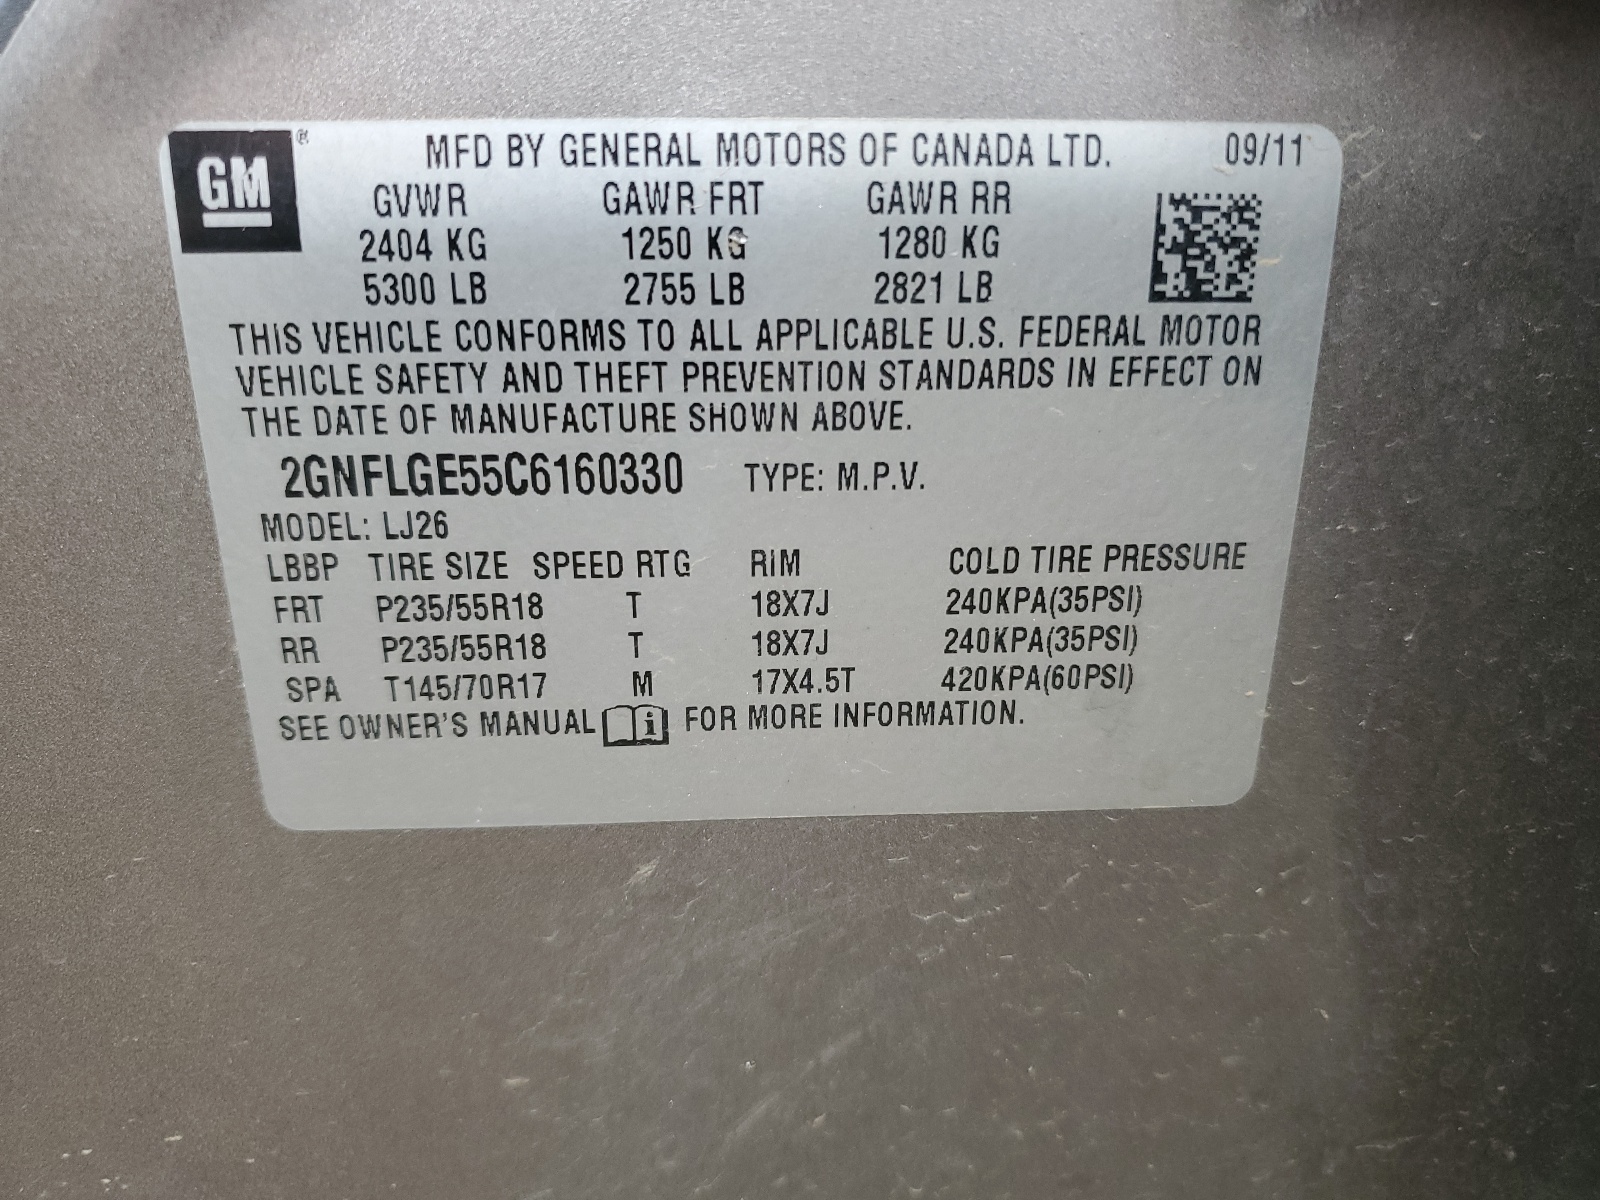 GM ®
MFD BY GENERAL MOTORS OF CANADA LTD. 09/11
GVWR GAWR FRT GAWR RR
2404 KG 1250 KG 1280 KG
5300 LB 2755 LB 2821 LB
THIS VEHICLE CONFORMS TO ALL APPLICABLE U.S. FEDERAL MOTOR
VEHICLE SAFETY AND THEFT PREVENTION STANDARDS IN EFFECT ON
THE DATE OF MANUFACTURE SHOWN ABOVE.
2GNFLGE55C6160330 TYPE: M.P.V.
MODEL: LJ26
LBBP TIRE SIZE SPEED RTG RIM COLD TIRE PRESSURE
FRT P235/55R18 T 18X7J 240KPA(35PSI)
RR P235/55R18 T 18X7J 240KPA(35PSI)
SPA T145/70R17 M 17X4.5T 420KPA(60PSI)
SEE OWNER'S MANUAL i FOR MORE INFORMATION.